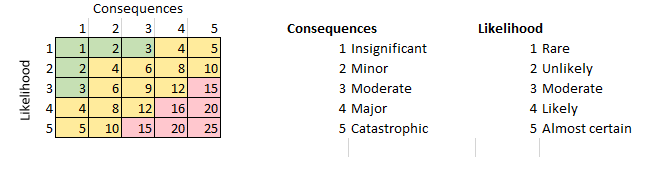 Consequences
1 2 3 4 5
Likelihood
1 1 2 3 4 5
2 2 4 6 8 10
3 3 6 9 12 15
4 4 8 12 16 20
5 5 10 15 20 25
Consequences
1 Insignificant
2 Minor
3 Moderate
4 Major
5 Catastrophic
Likelihood
1 Rare
2 Unlikely
3 Moderate
4 Likely
5 Almost certain